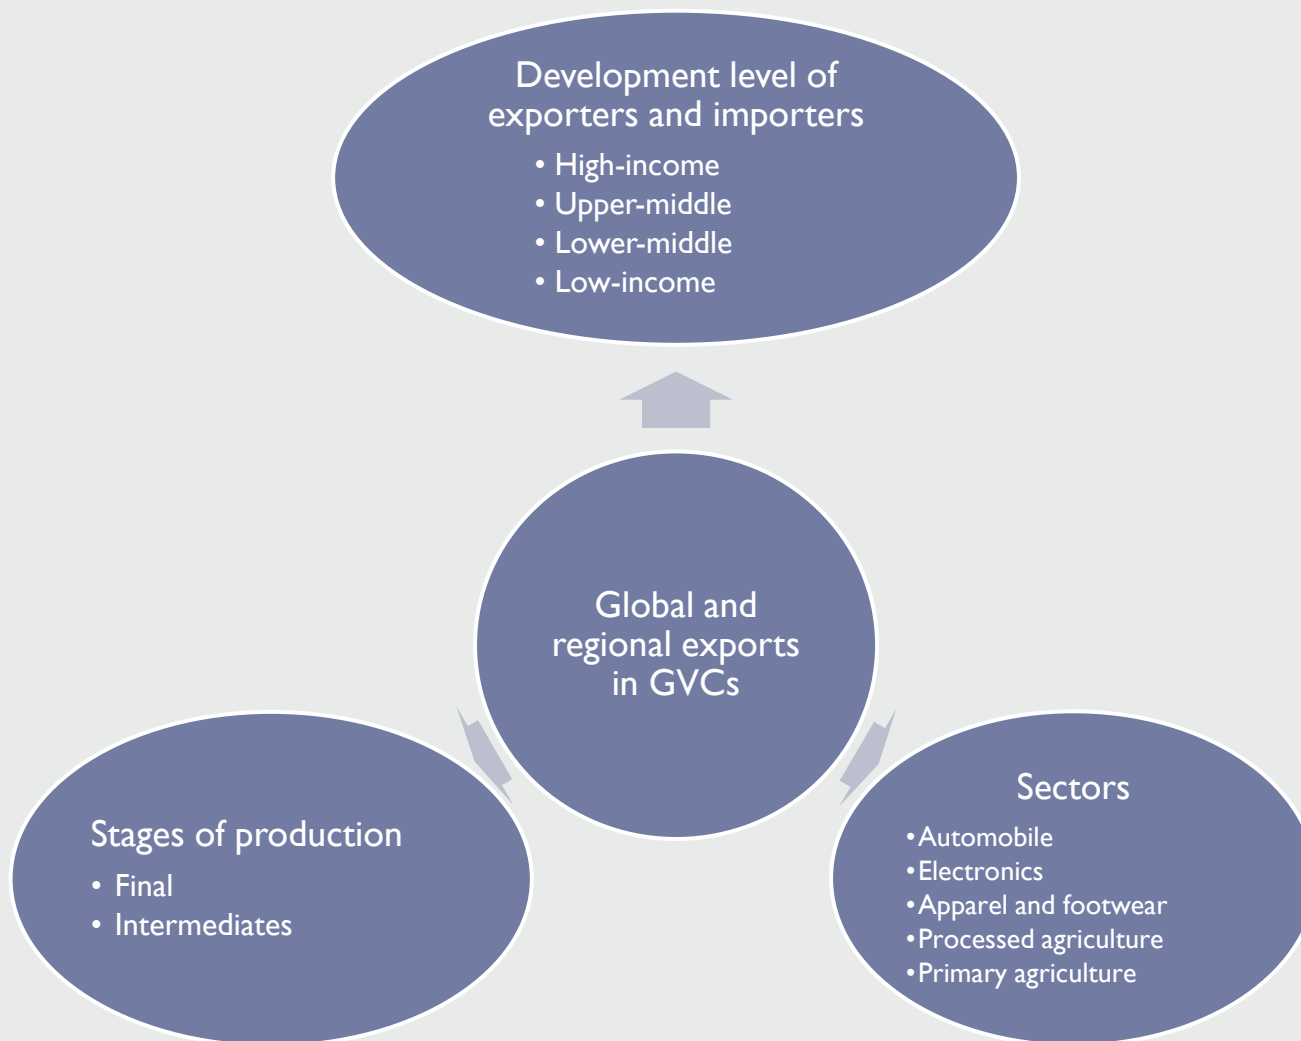 Development level of
exporters and importers
• High-income
• Upper-middle
• Lower-middle
• Low-income
Global and
regional exports
in GVCs
Stages of production
• Final
• Intermediates
Sectors
•Automobile
•Electronics
•Apparel and footwear
•Processed agriculture
•Primary agriculture